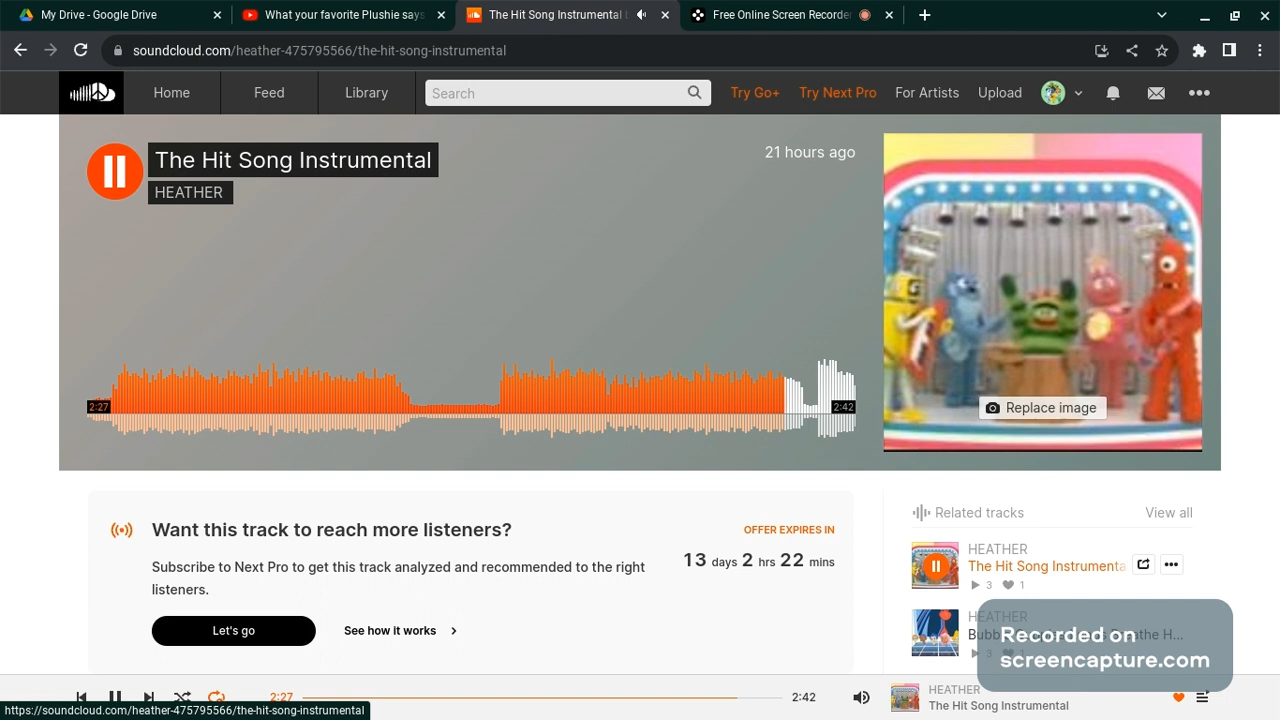 My Drive - Google Drive
What your favorite Plushie says
The Hit Song Instrumental
Free Online Screen Recorder
soundcloud.com/heather-475795566/the-hit-song-instrumental
Home
Feed
Library
Search
Try Go+
Try Next Pro
For Artists
Upload
The Hit Song Instrumental
HEATHER
21 hours ago
2:27
2:42
Replace image
Want this track to reach more listeners?
OFFER EXPIRES IN
Subscribe to Next Pro to get this track analyzed and recommended to the right
listeners.
13 days 2 hrs 22 mins
Let's go
See how it works
Related tracks
View all
HEATHER
The Hit Song Instrumenta
3 1
HEATHER
3 1
Recorded on
screencapture.com
2:27
2:42
HEATHER
The Hit Song Instrumental
https://soundcloud.com/heather-475795566/the-hit-song-instrumental